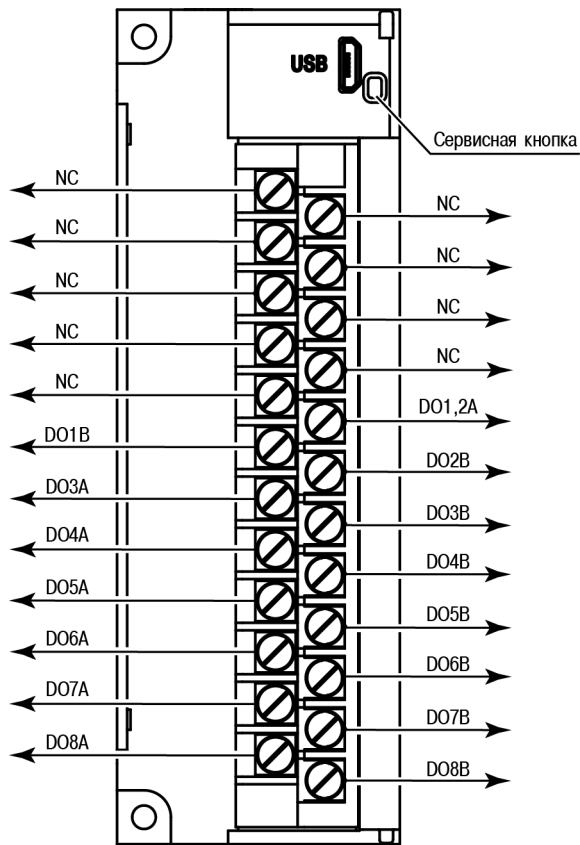 USB
Сервисная кнопка
NC
NC
NC
NC
NC
NC
NC
NC
NC
DO1,2A
DO1B
DO2B
DO3A
DO3B
DO4A
DO4B
DO5A
DO5B
DO6A
DO6B
DO7A
DO7B
DO8A
DO8B